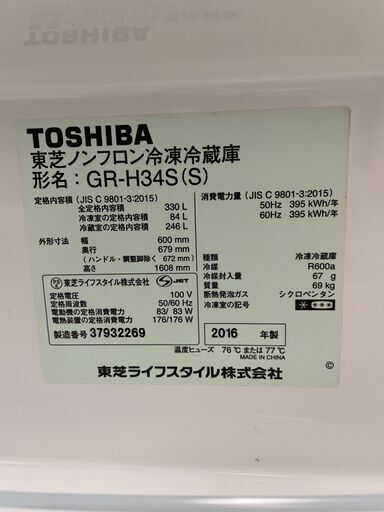 TOSHIBA
東芝ノンフロン冷凍冷蔵庫
形名：GR-H34S(S)
定格内容積 (JIS C 9801-3:2015)
全定格内容積 330 L
冷凍室の定格内容積 84 L
冷蔵室の定格内容積 246 L
外形寸法 幅 600 mm
奥行 679 mm
(ハンドル・調整脚除く 672 mm)
高さ 1608 mm
東芝ライフスタイル株式会社 JET
定格電圧 100 V
定格周波数 50/60 Hz
電動機の定格消費電力 83/ 83 W
電熱装置の定格消費電力 176/176 W
製造番号 37932269
消費電力量 (JIS C 9801-3:2015)
50Hz 395 kWh/年
60Hz 395 kWh/年
種類 冷凍冷蔵庫
冷媒 R600a
冷媒封入量 67 g
質量 69 kg
断熱発泡ガス シクロペンタン
冷凍室の記号
2016 年製
温度ヒューズ 76℃または77℃
MADE IN CHINA
東芝ライフスタイル株式会社
©